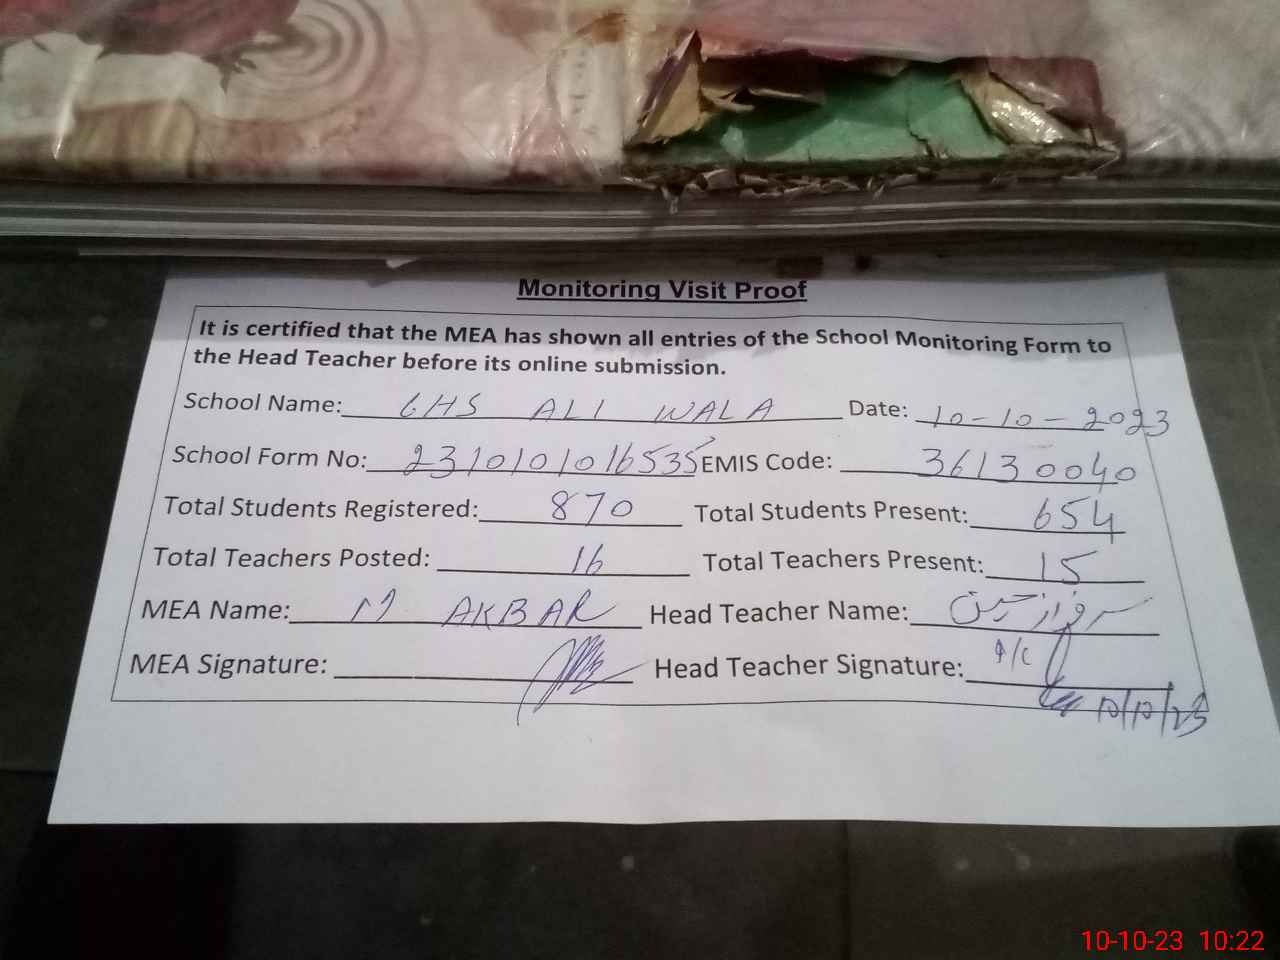 Monitoring Visit Proof
It is certified that the MEA has shown all entries of the School Monitoring Form to
the Head Teacher before its online submission.
School Name: GHS ALI WALA Date: 10-10-2023
School Form No: 2310101016535 EMIS Code: 36130040
Total Students Registered: 870 Total Students Present: 654
Total Teachers Posted: 16 Total Teachers Present: 15
MEA Name: M AKBAR Head Teacher Name: سرفراز حسین
MEA Signature: Head Teacher Signature: I/C
10/10/23
10-10-23 10:22